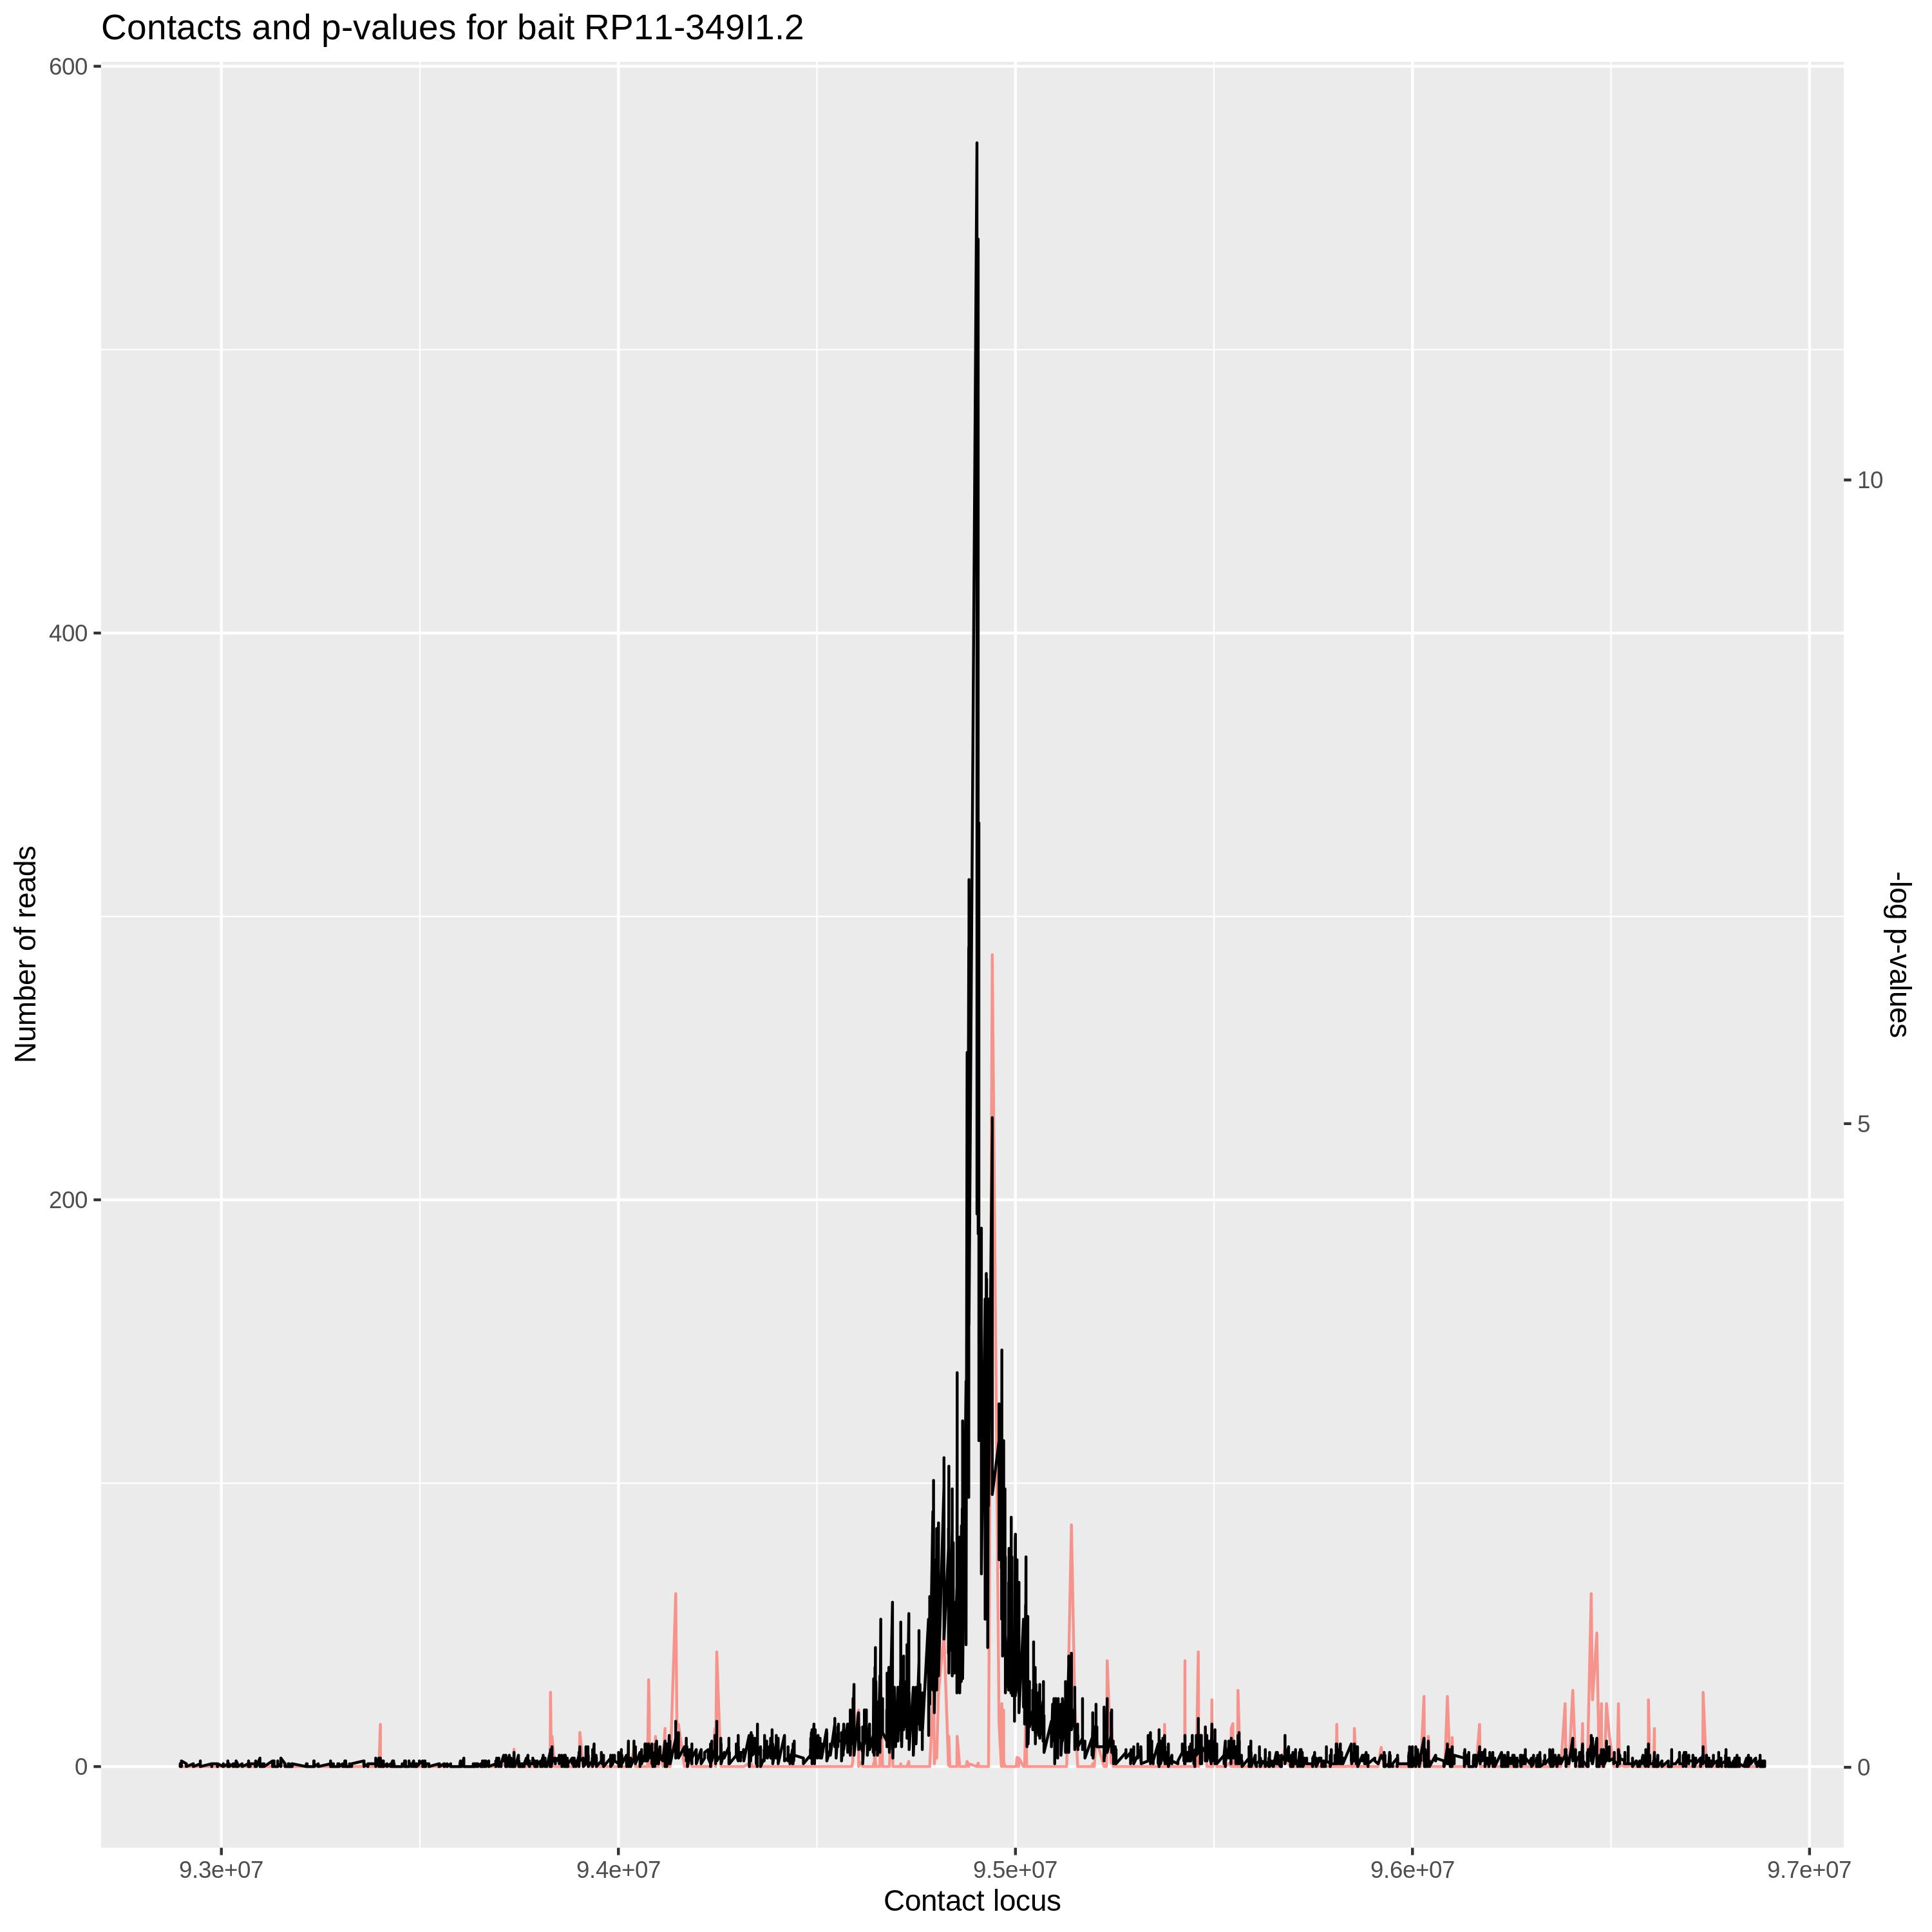 Contacts and p-values for bait RP11-349I1.2
600
400
200
0
Number of reads
10
5
0
-log p-values
9.3e+07
9.4e+07
9.5e+07
9.6e+07
9.7e+07
Contact locus